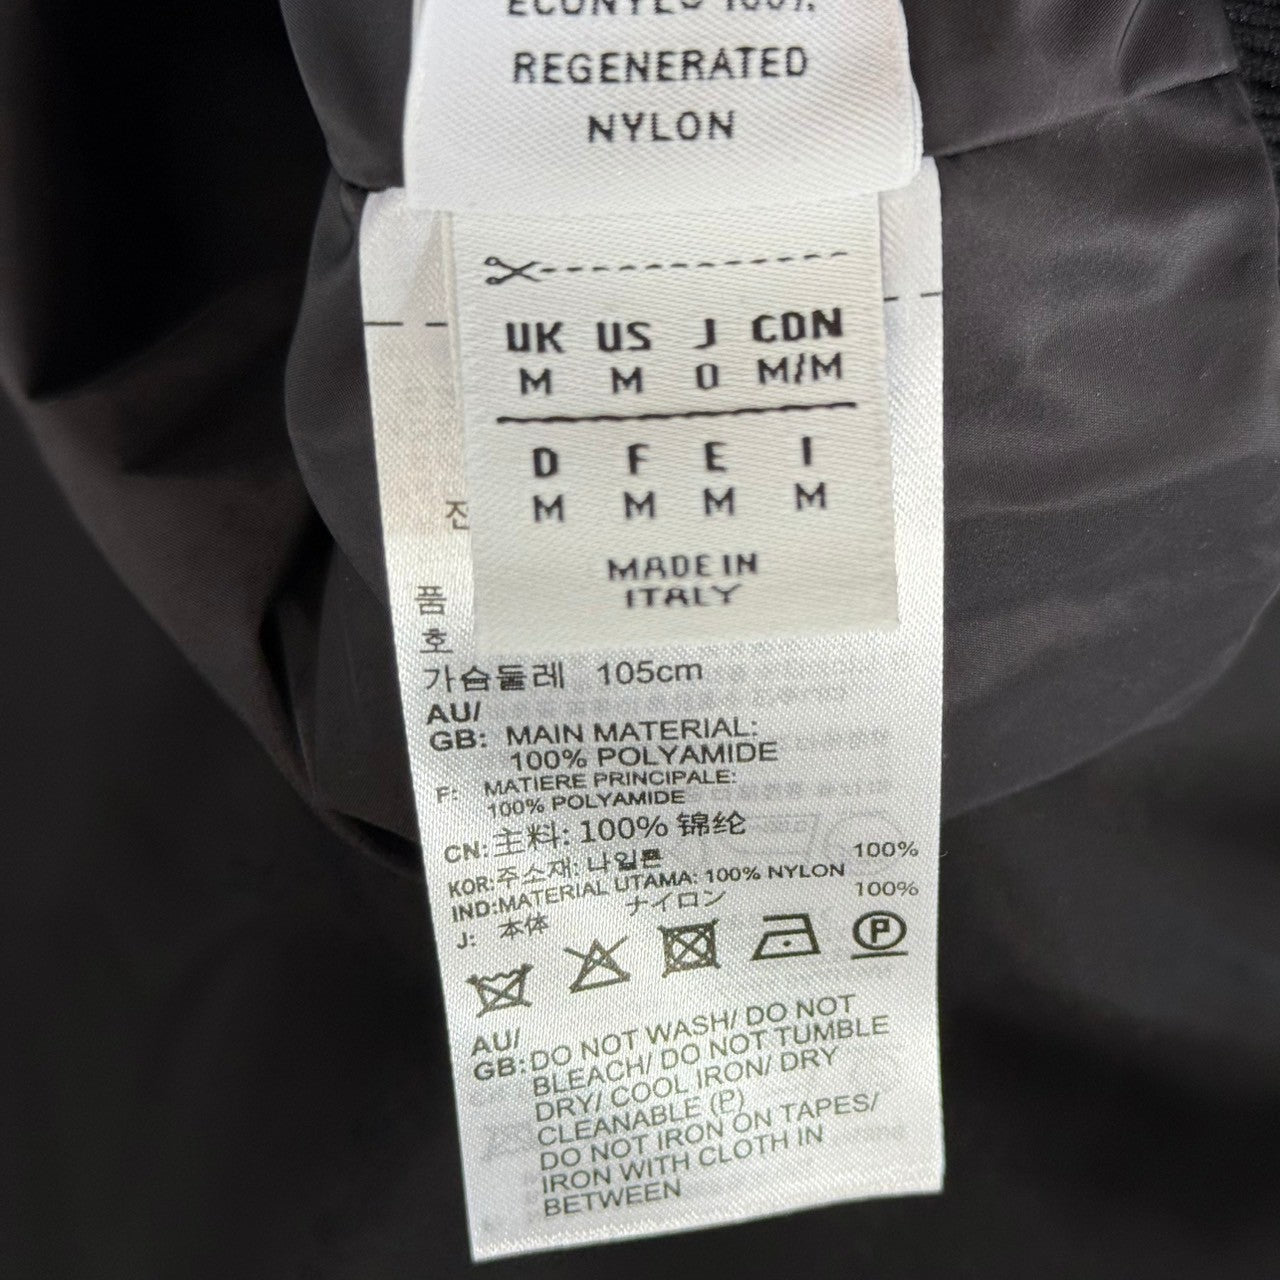 ECONYL® 100%
REGENERATED
NYLON
UK US J CDN
M M O M/M
D F E I
M M M M
MADE IN
ITALY
품
호
가슴둘레 105cm
AU/
GB: MAIN MATERIAL:
100% POLYAMIDE
F: MATIERE PRINCIPALE:
100% POLYAMIDE
CN: 主料: 100% 锦纶
KOR: 주소재: 나일론 100%
IND: MATERIAL UTAMA: 100% NYLON
J: 本体 ナイロン 100%
P
AU/
GB: DO NOT WASH/ DO NOT
BLEACH/ DO NOT TUMBLE
DRY/ COOL IRON/ DRY
CLEANABLE (P)
DO NOT IRON ON TAPES/
IRON WITH CLOTH IN
BETWEEN